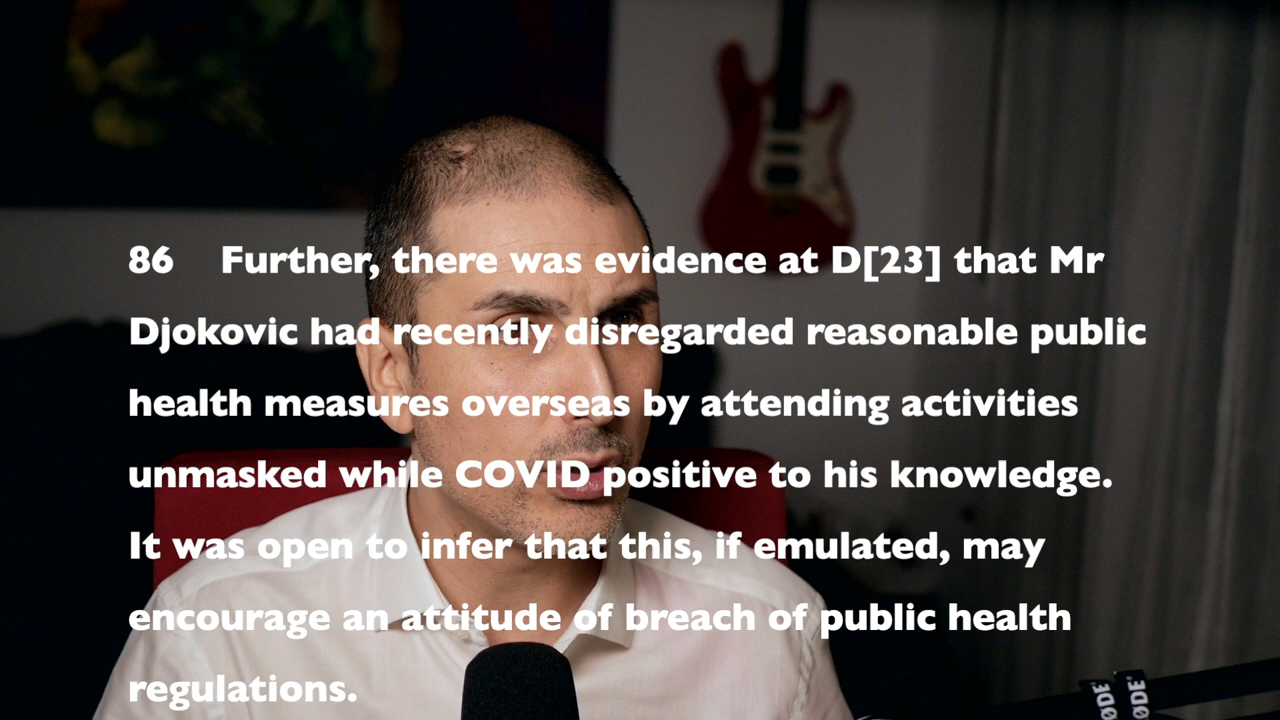 86 Further, there was evidence at D[23] that Mr
Djokovic had recently disregarded reasonable public
health measures overseas by attending activities
unmasked while COVID positive to his knowledge.
It was open to infer that this, if emulated, may
encourage an attitude of breach of public health
regulations.
RØDE
RØDE